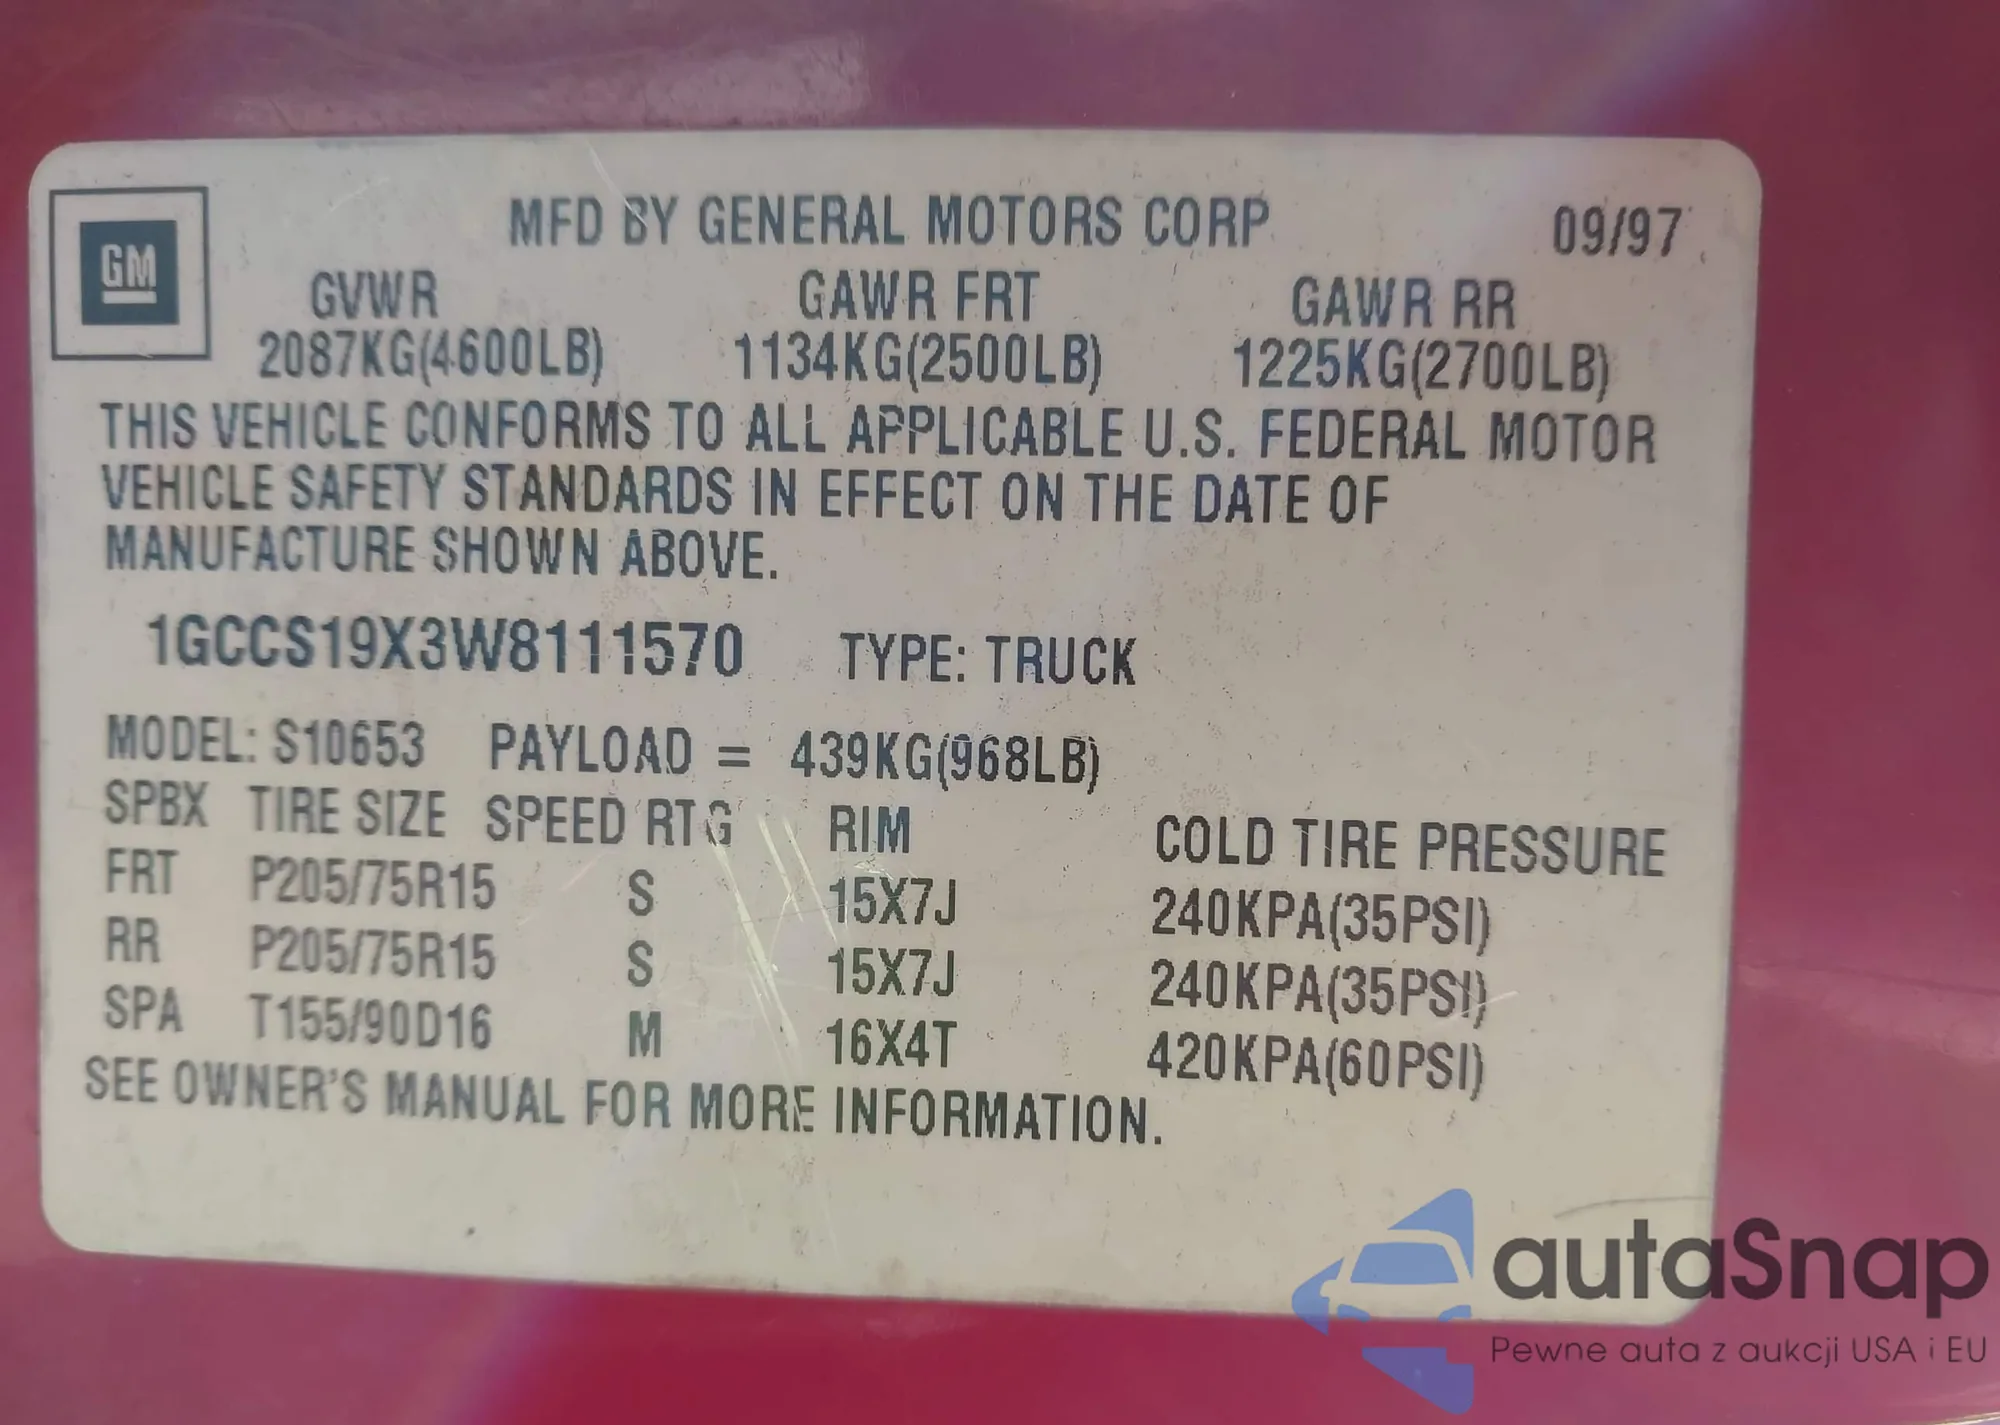 MFD BY GENERAL MOTORS CORP 09/97
GM
GVWR GAWR FRT GAWR RR
2087KG(4600LB) 1134KG(2500LB) 1225KG(2700LB)
THIS VEHICLE CONFORMS TO ALL APPLICABLE U.S. FEDERAL MOTOR
VEHICLE SAFETY STANDARDS IN EFFECT ON THE DATE OF
MANUFACTURE SHOWN ABOVE.
1GCCS19X3W8111570 TYPE: TRUCK
MODEL: S10653 PAYLOAD = 439KG(968LB)
SPBX TIRE SIZE SPEED RTG RIM COLD TIRE PRESSURE
FRT P205/75R15 S 15X7J 240KPA(35PSI)
RR P205/75R15 S 15X7J 240KPA(35PSI)
SPA T155/90D16 M 16X4T 420KPA(60PSI)
SEE OWNER'S MANUAL FOR MORE INFORMATION.
autaSnap
Pewne auta z aukcji USA i EU